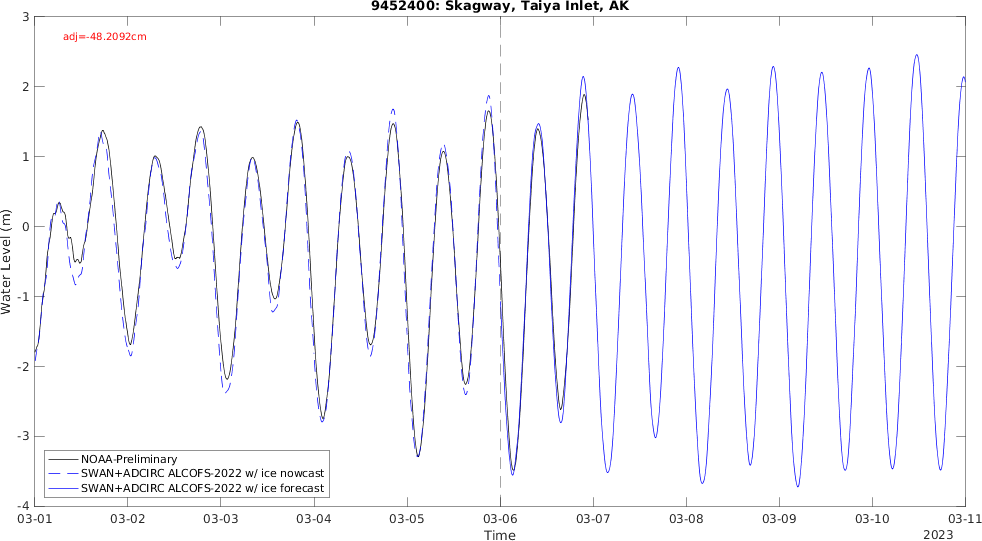 9452400: Skagway, Taiya Inlet, AK
adj=-48.2092cm
3
2
1
0
-1
-2
-3
-4
Water Level (m)
NOAA-Preliminary
SWAN+ADCIRC ALCOFS-2022 w/ ice nowcast
SWAN+ADCIRC ALCOFS-2022 w/ ice forecast
03-01 03-02 03-03 03-04 03-05 03-06 03-07 03-08 03-09 03-10 03-11
Time
2023